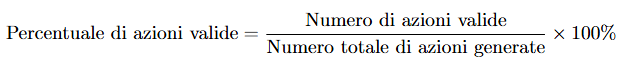 Percentuale di azioni valide = Numero di azioni valide / Numero totale di azioni generate × 100%